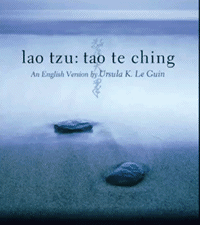 lao tzu: tao te ching
An English Version by Ursula K. Le Guin